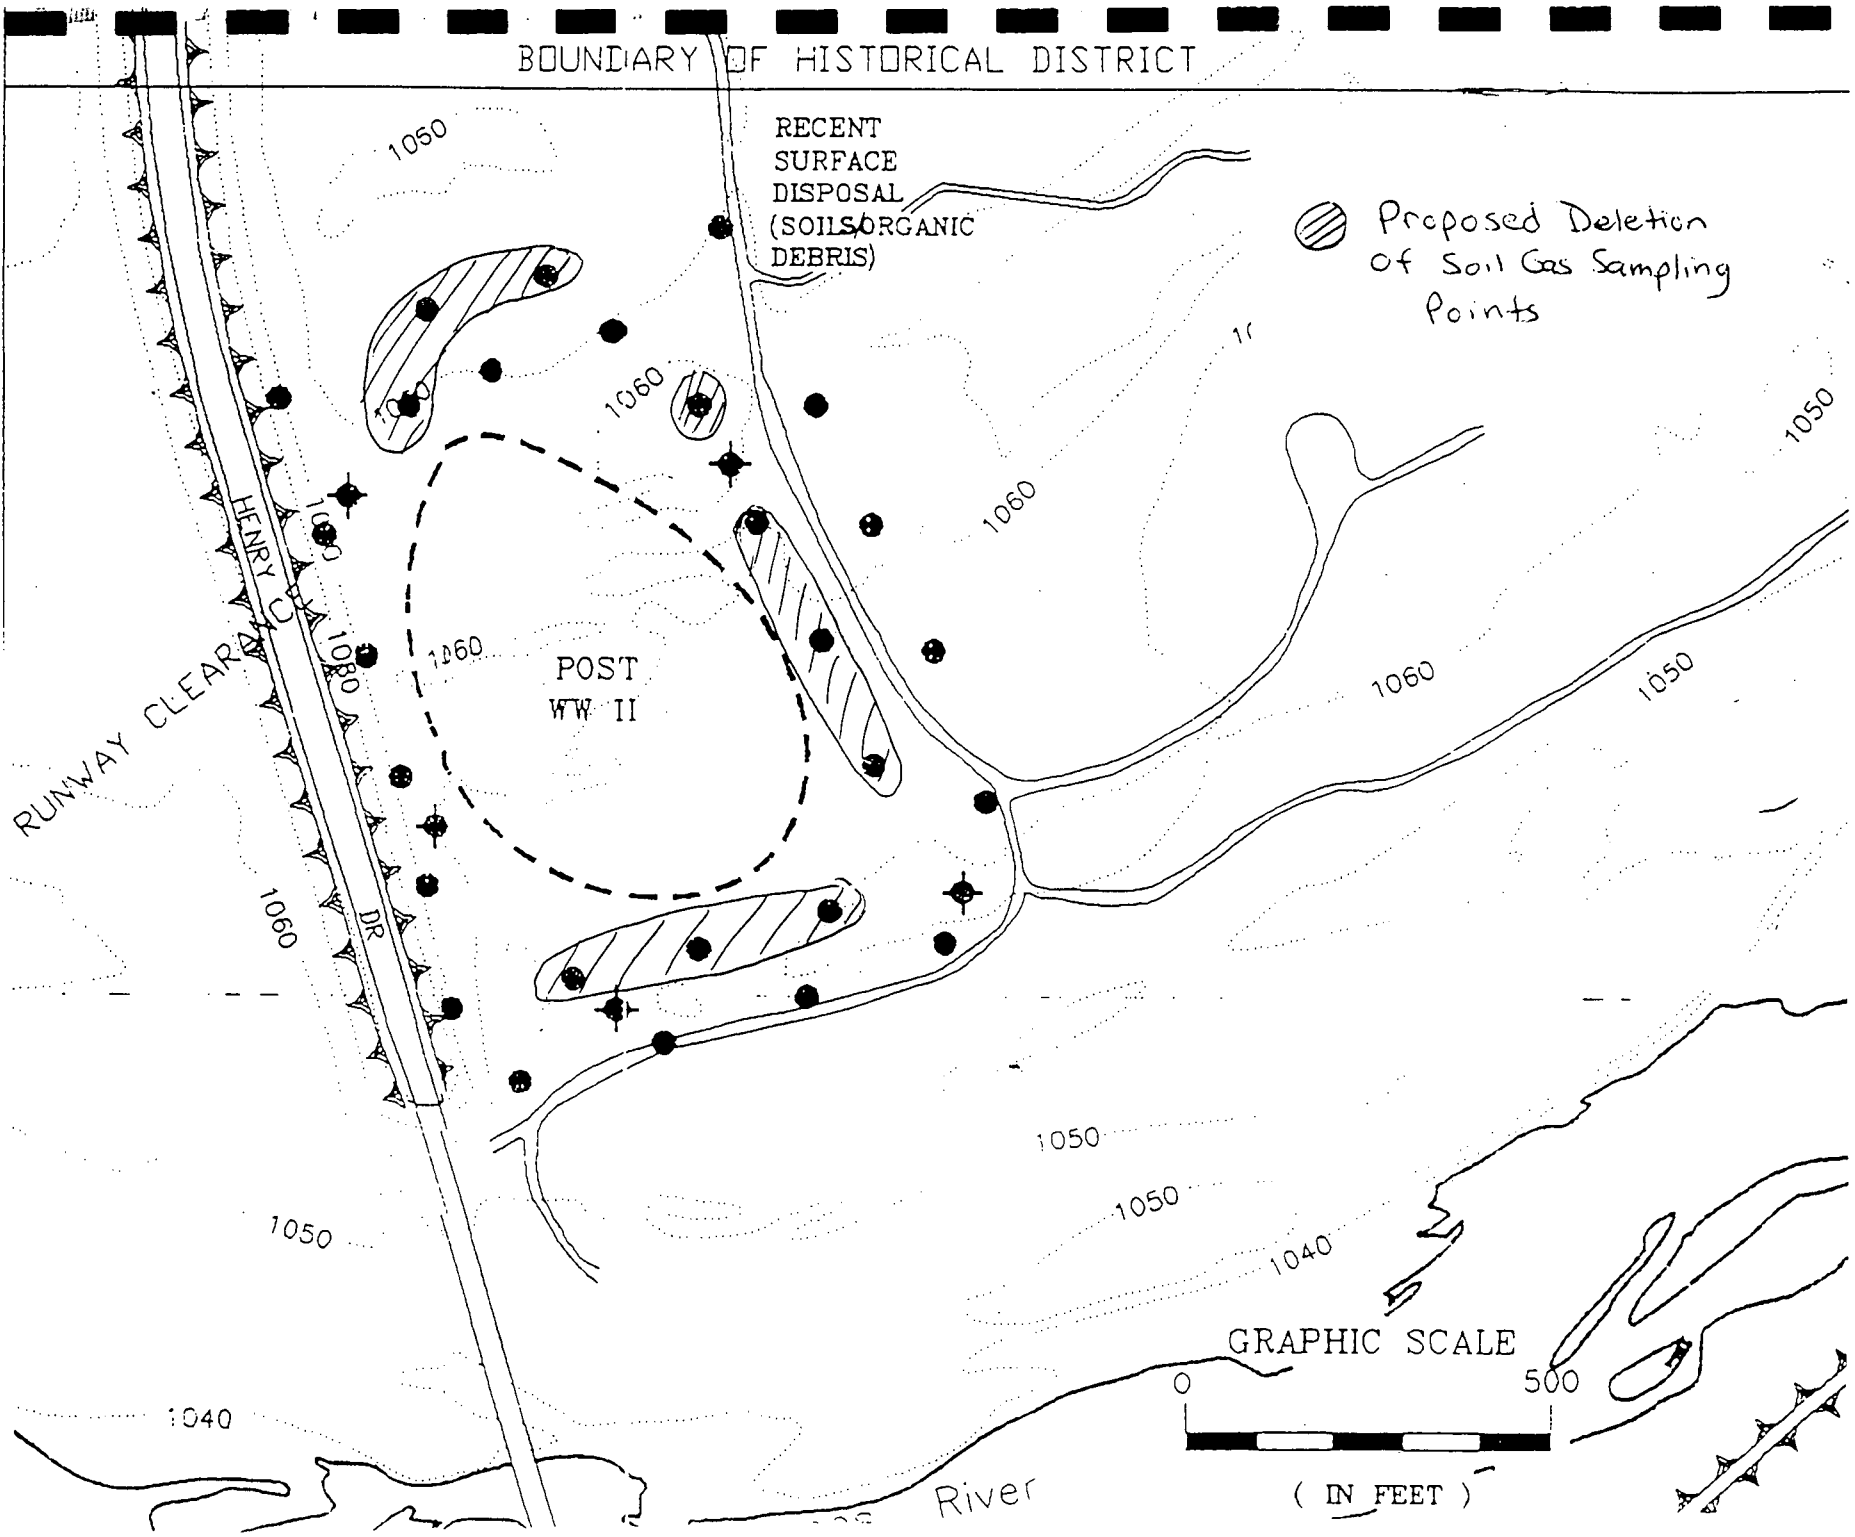 BOUNDARY OF HISTORICAL DISTRICT
1050
RECENT
SURFACE
DISPOSAL
(SOILS/ORGANIC
DEBRIS)
Proposed Deletion
of Soil Gas Sampling
Points
1060
1050
1060
HENRY
1060
1080
POST
WW II
RUNWAY CLEAR
1060
1050
1060
DR
1050
1050
1050
1040
GRAPHIC SCALE
0 500
1040
River
( IN FEET )